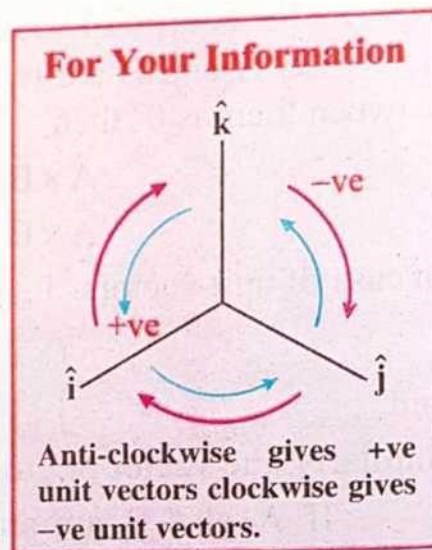 For Your Information
k̂
−ve
+ve
î
ĵ
Anti-clockwise gives +ve
unit vectors clockwise gives
−ve unit vectors.